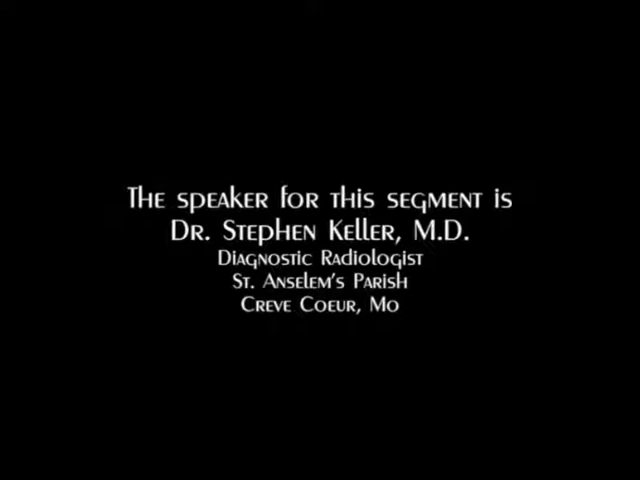 The speaker for this segment is
Dr. Stephen Keller, M.D.
Diagnostic Radiologist
St. Anselem's Parish
Creve Coeur, Mo